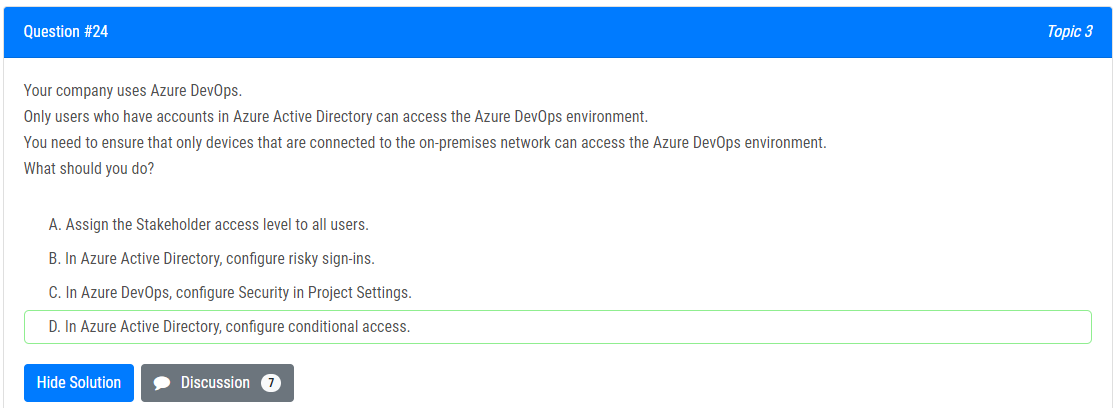 Question #24
Topic 3
Your company uses Azure DevOps.
Only users who have accounts in Azure Active Directory can access the Azure DevOps environment.
You need to ensure that only devices that are connected to the on-premises network can access the Azure DevOps environment.
What should you do?
A. Assign the Stakeholder access level to all users.
B. In Azure Active Directory, configure risky sign-ins.
C. In Azure DevOps, configure Security in Project Settings.
D. In Azure Active Directory, configure conditional access.
Hide Solution
Discussion 7